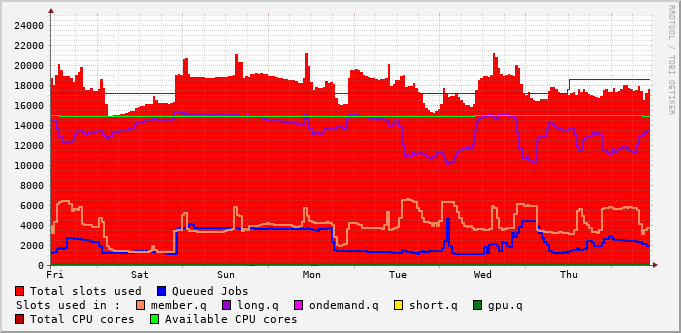 24000
22000
20000
18000
16000
14000
12000
10000
8000
6000
4000
2000
0
Fri Sat Sun Mon Tue Wed Thu
Total slots used Queued Jobs
Slots used in : member.q long.q ondemand.q short.q gpu.q
Total CPU cores Available CPU cores
RRDTOOL / TOBI OETIKER